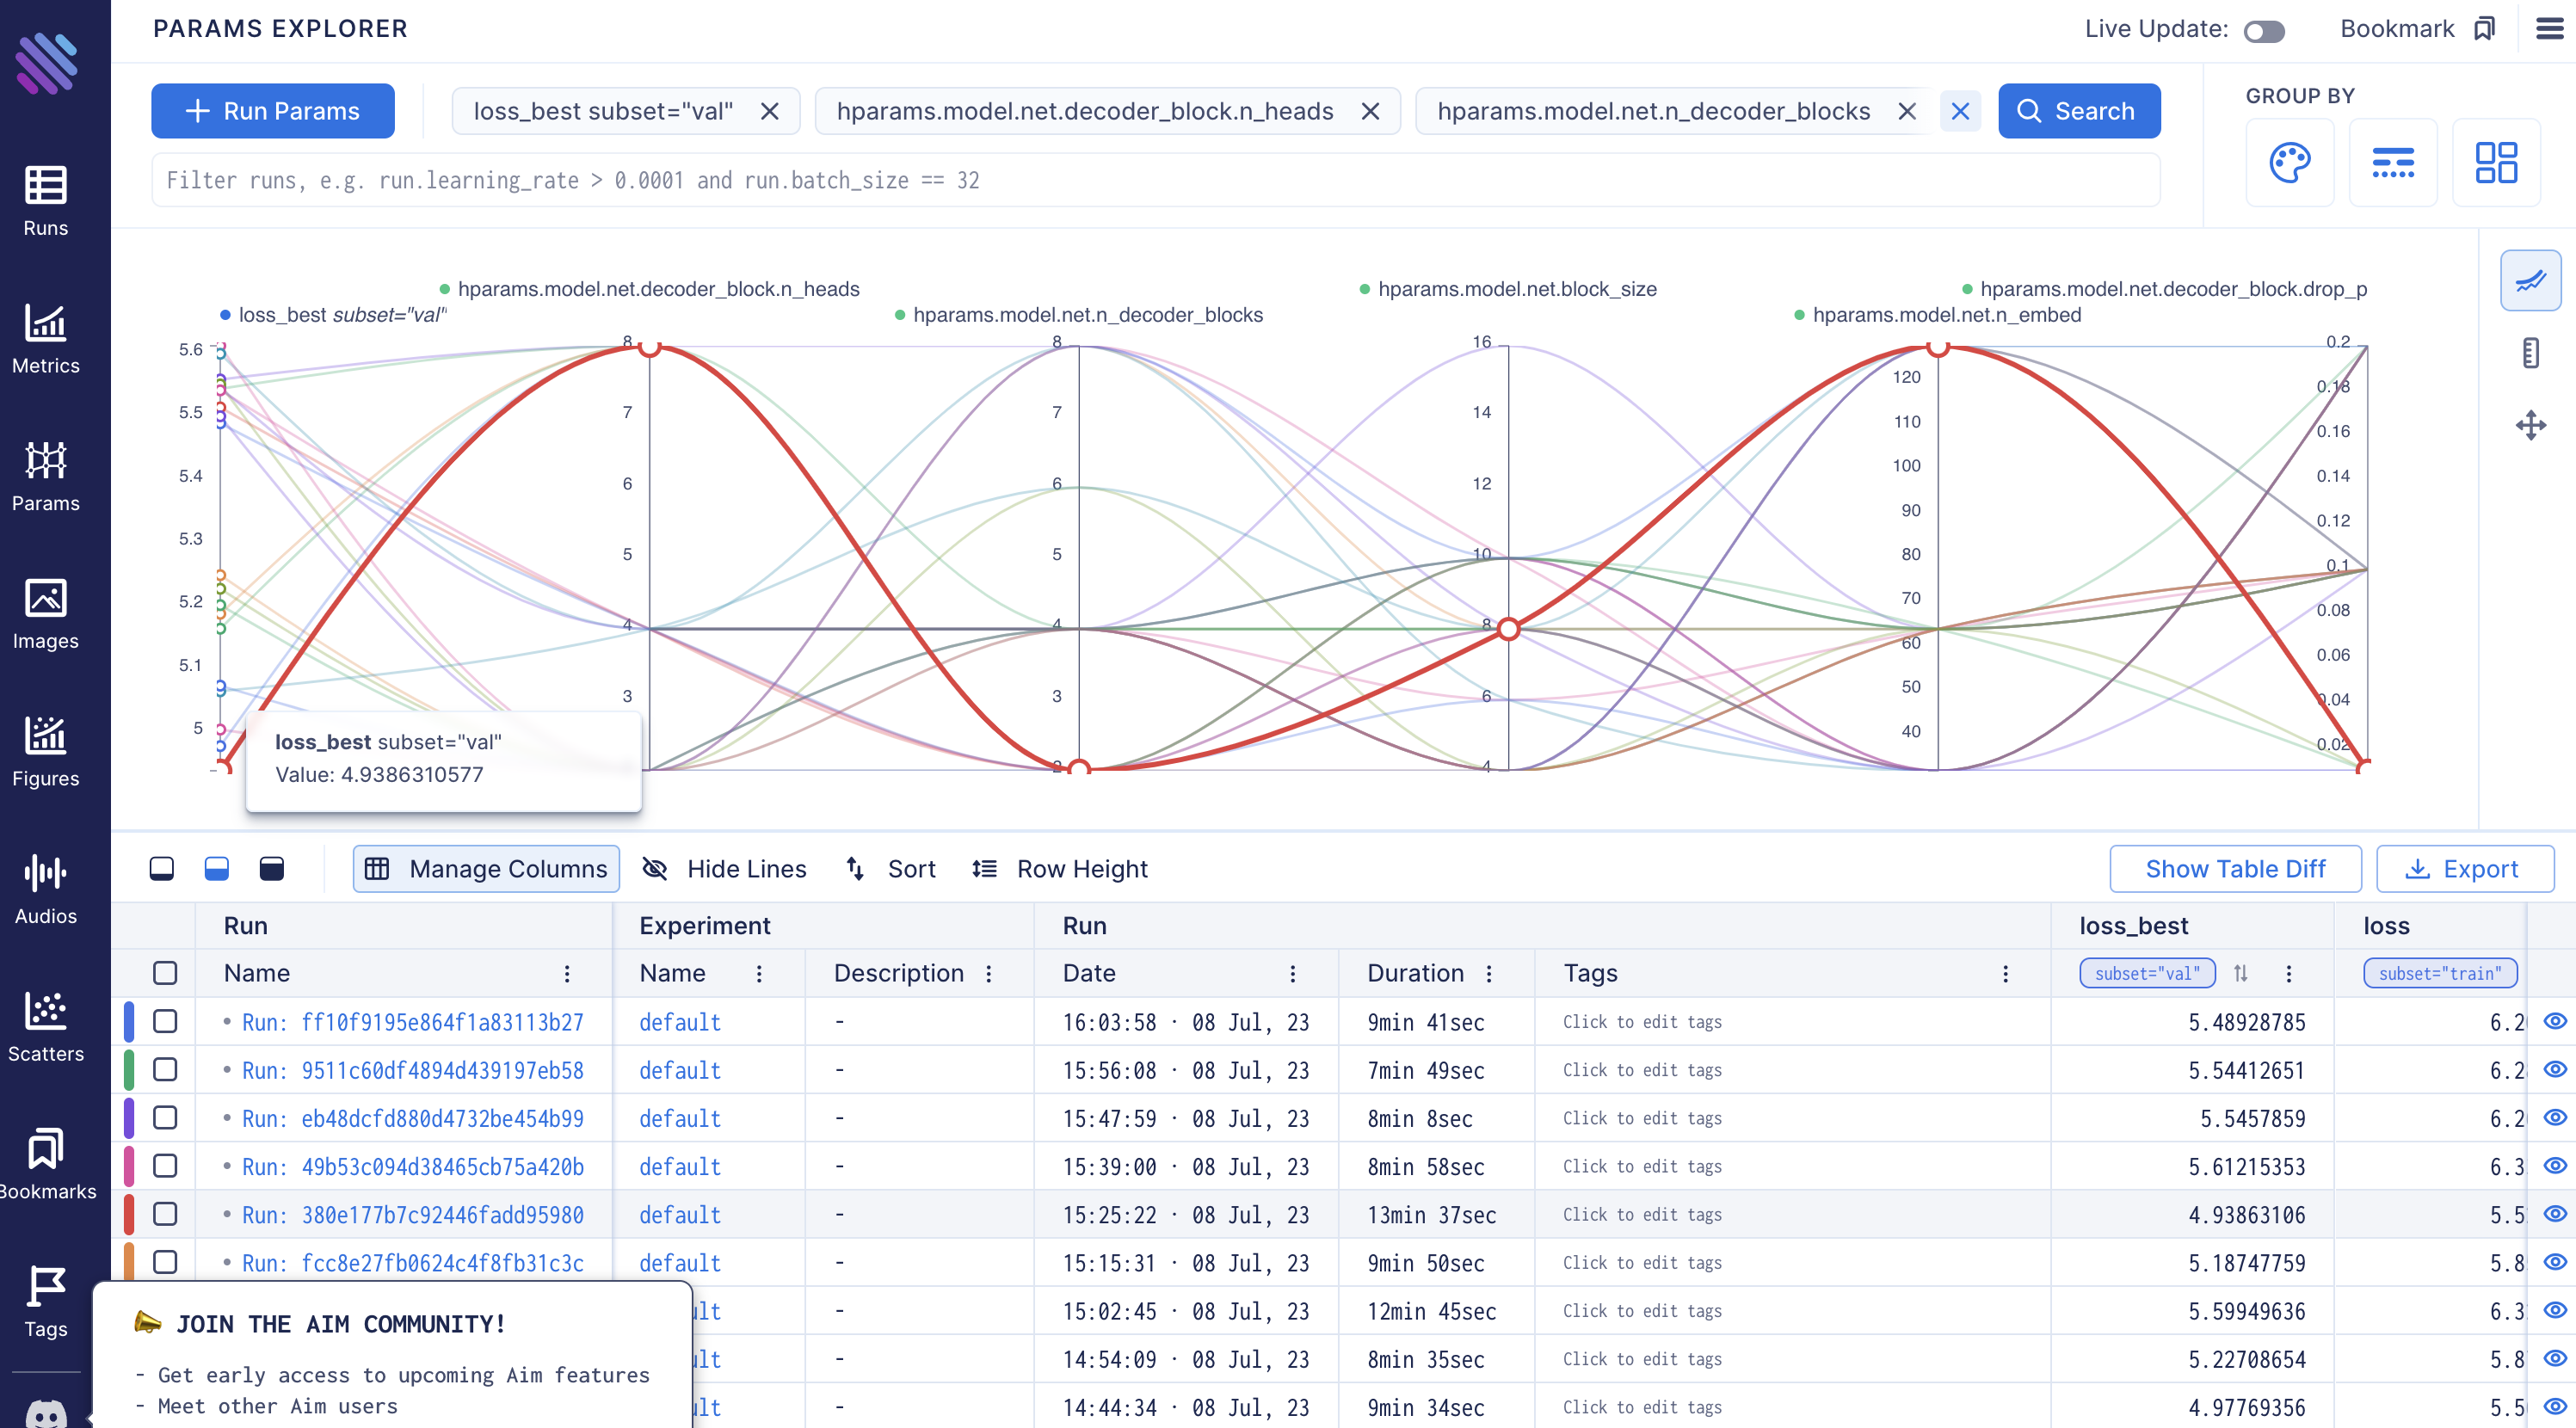 PARAMS EXPLORER
Live Update:
Bookmark
Run Params
loss_best subset="val"
hparams.model.net.decoder_block.n_heads
hparams.model.net.n_decoder_blocks
Search
GROUP BY
Filter runs, e.g. run.learning_rate > 0.0001 and run.batch_size == 32
Runs
Metrics
Params
Images
Figures
Audios
Scatters
Bookmarks
Tags
hparams.model.net.decoder_block.n_heads
hparams.model.net.block_size
hparams.model.net.decoder_block.drop_p
loss_best subset="val"
hparams.model.net.n_decoder_blocks
hparams.model.net.n_embed
5.6
5.5
5.4
5.3
5.2
5.1
5
8
7
6
5
4
3
8
7
6
5
4
3
2
16
14
12
10
8
6
4
120
110
100
90
80
70
60
50
40
0.2
0.18
0.16
0.14
0.12
0.1
0.08
0.06
0.04
0.02
loss_best subset="val"
Value: 4.9386310577
Manage Columns
Hide Lines
Sort
Row Height
Show Table Diff
Export
Run Experiment Run loss_best loss
Name Name Description Date Duration Tags subset="val" subset="train"
Run: ff10f9195e864f1a83113b27 default - 16:03:58 · 08 Jul, 23 9min 41sec Click to edit tags 5.48928785
Run: 9511c60df4894d439197eb58 default - 15:56:08 · 08 Jul, 23 7min 49sec Click to edit tags 5.54412651 6.2
Run: eb48dcfd880d4732be454b99 default - 15:47:59 · 08 Jul, 23 8min 8sec Click to edit tags 5.5457859 6.2
Run: 49b53c094d38465cb75a420b default - 15:39:00 · 08 Jul, 23 8min 58sec Click to edit tags 5.61215353 6.3
Run: 380e177b7c92446fadd95980 default - 15:25:22 · 08 Jul, 23 13min 37sec Click to edit tags 4.93863106 5.5
Run: fcc8e27fb0624c4f8fb31c3c default - 15:15:31 · 08 Jul, 23 9min 50sec Click to edit tags 5.18747759 5.8
ult - 15:02:45 · 08 Jul, 23 12min 45sec Click to edit tags 5.59949636 6.3
ult - 14:54:09 · 08 Jul, 23 8min 35sec Click to edit tags 5.22708654 5.8
ult - 14:44:34 · 08 Jul, 23 9min 34sec Click to edit tags 4.97769356 5.5
JOIN THE AIM COMMUNITY!
- Get early access to upcoming Aim features
- Meet other Aim users